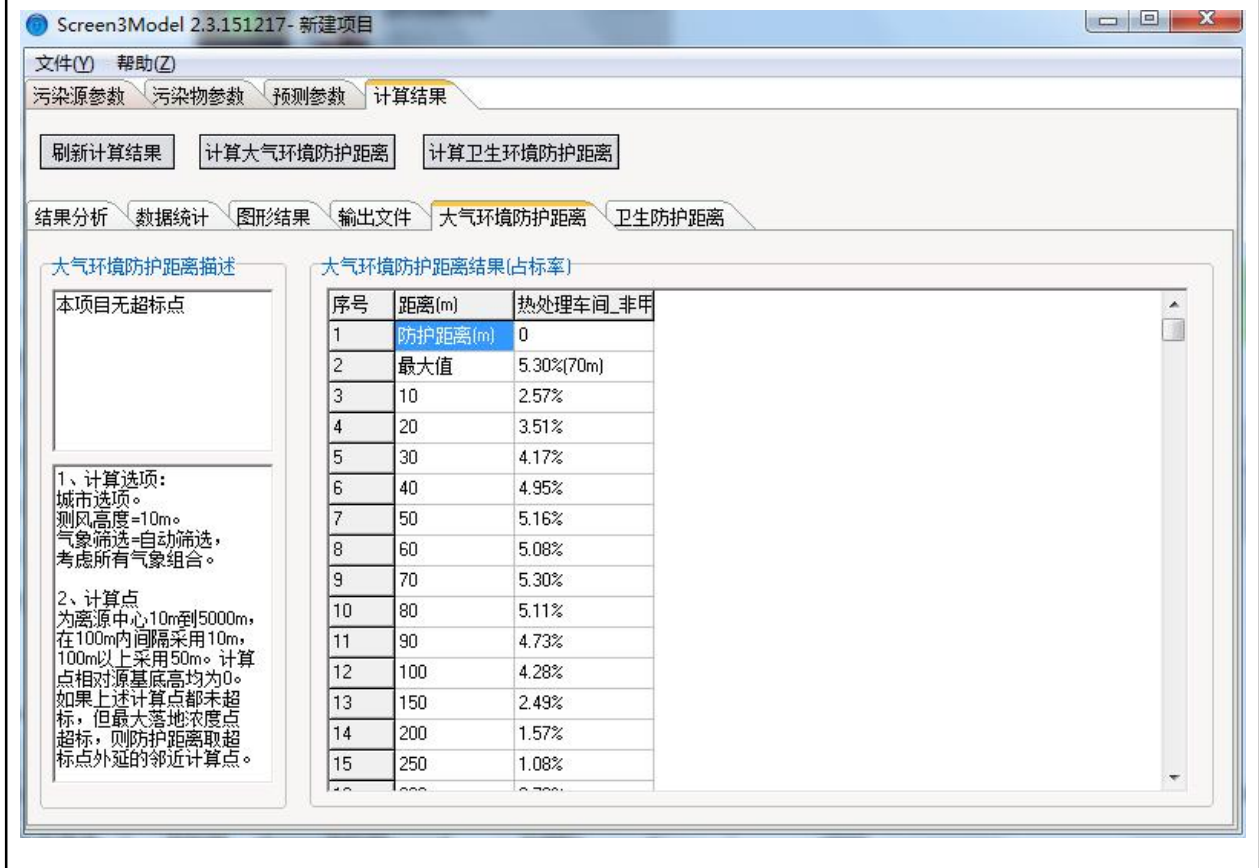 Screen3Model 2.3.151217- 新建项目
文件(Y) 帮助(Z)
污染源参数 污染物参数 预测参数 计算结果
刷新计算结果 计算大气环境防护距离 计算卫生环境防护距离
结果分析 数据统计 图形结果 输出文件 大气环境防护距离 卫生防护距离
大气环境防护距离描述
本项目无超标点
1、计算选项:
城市选项。
测风高度=10m。
气象筛选=自动筛选,
考虑所有气象组合。
2、计算点
为离源中心10m到5000m,
在100m内间隔采用10m,
100m以上采用50m。计算
点相对源基底高均为0。
如果上述计算点都未超
标,但最大落地浓度点
超标,则防护距离取超
标点外延的邻近计算点。
大气环境防护距离结果(占标率)
序号 距离(m) 热处理车间_非甲
1 防护距离(m) 0
2 最大值 5.30%(70m)
3 10 2.57%
4 20 3.51%
5 30 4.17%
6 40 4.95%
7 50 5.16%
8 60 5.08%
9 70 5.30%
10 80 5.11%
11 90 4.73%
12 100 4.28%
13 150 2.49%
14 200 1.57%
15 250 1.08%